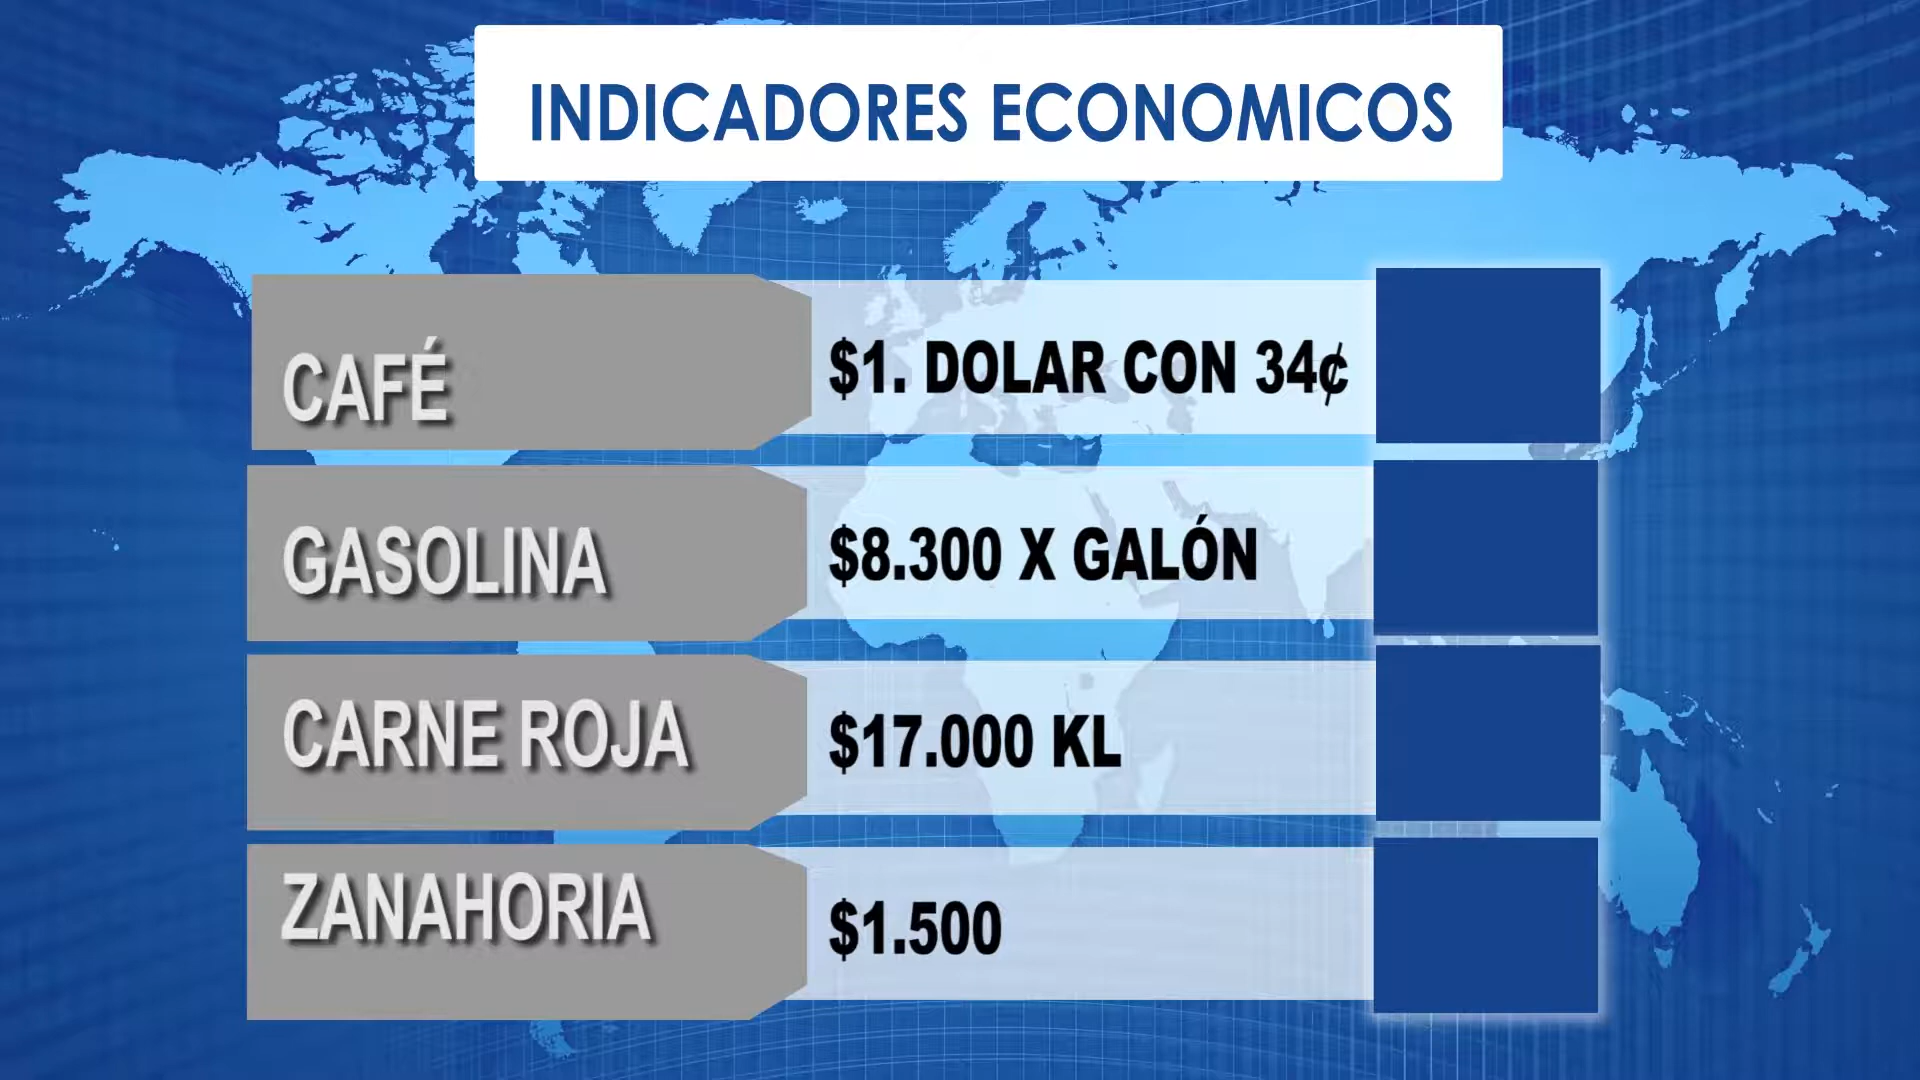 INDICADORES ECONOMICOS
CAFÉ
$1. DOLAR CON 34¢
GASOLINA
$8.300 X GALÓN
CARNE ROJA
$17.000 KL
ZANAHORIA
$1.500